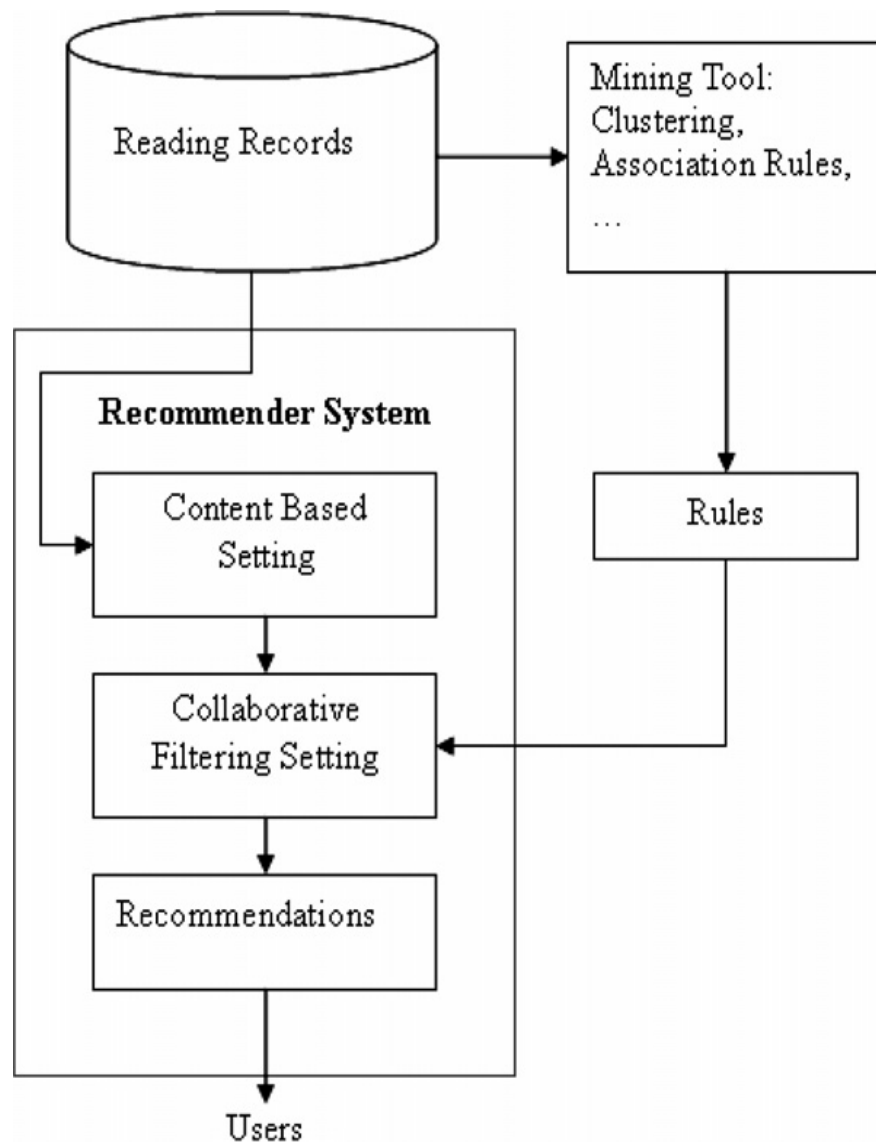 Reading Records
Mining Tool:
Clustering,
Association Rules,
...
Recommender System
Content Based
Setting
Rules
Collaborative
Filtering Setting
Recommendations
Users